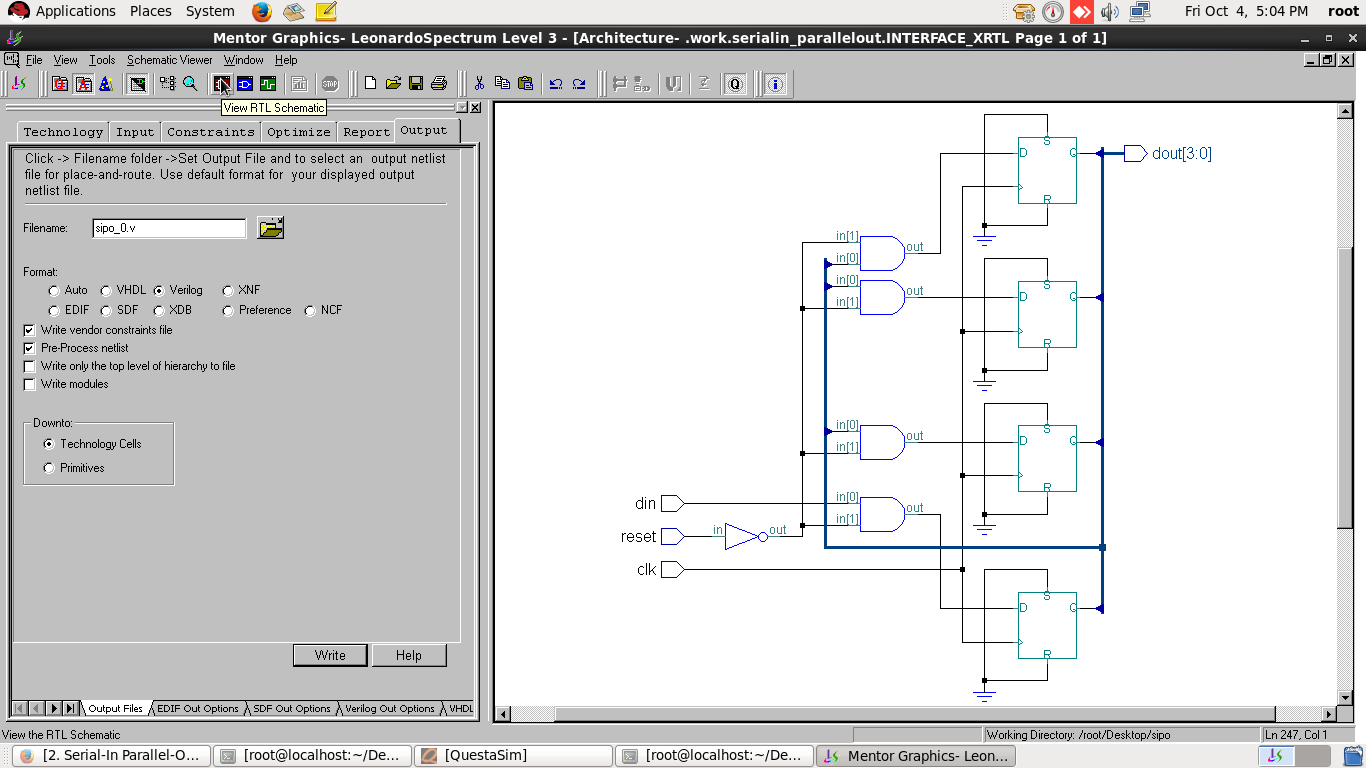 Applications Places System Fri Oct 4, 5:04 PM root
Mentor Graphics- LeonardoSpectrum Level 3 - [Architecture- .work.serialin_parallelout.INTERFACE_XRTL Page 1 of 1]
File View Tools Schematic Viewer Window Help
STOP
Q
View RTL Schematic
Technology Input Constraints Optimize Report Output
Click -> Filename folder ->Set Output File and to select an output netlist
file for place-and-route. Use default format for your displayed output
netlist file.
Filename: sipo_0.v
Format:
Auto VHDL Verilog XNF
EDIF SDF XDB Preference NCF
Write vendor constraints file
Pre-Process netlist
Write only the top level of hierarchy to file
Write modules
Downto:
Technology Cells
Primitives
Write Help
Output Files EDIF Out Options SDF Out Options Verilog Out Options VHDL
S
D Q dout[3:0]
R
in[1] out
in[0]
S
in[0] out D Q
in[1]
R
S
in[0] out D Q
in[1]
R
din in[0] out
in[1]
reset in out
clk
S
D Q
R
View the RTL Schematic Working Directory: /root/Desktop/sipo Ln 247, Col 1
[2. Serial-In Parallel-O... [root@localhost:~/De... [QuestaSim] [root@localhost:~/De... Mentor Graphics- Leon...